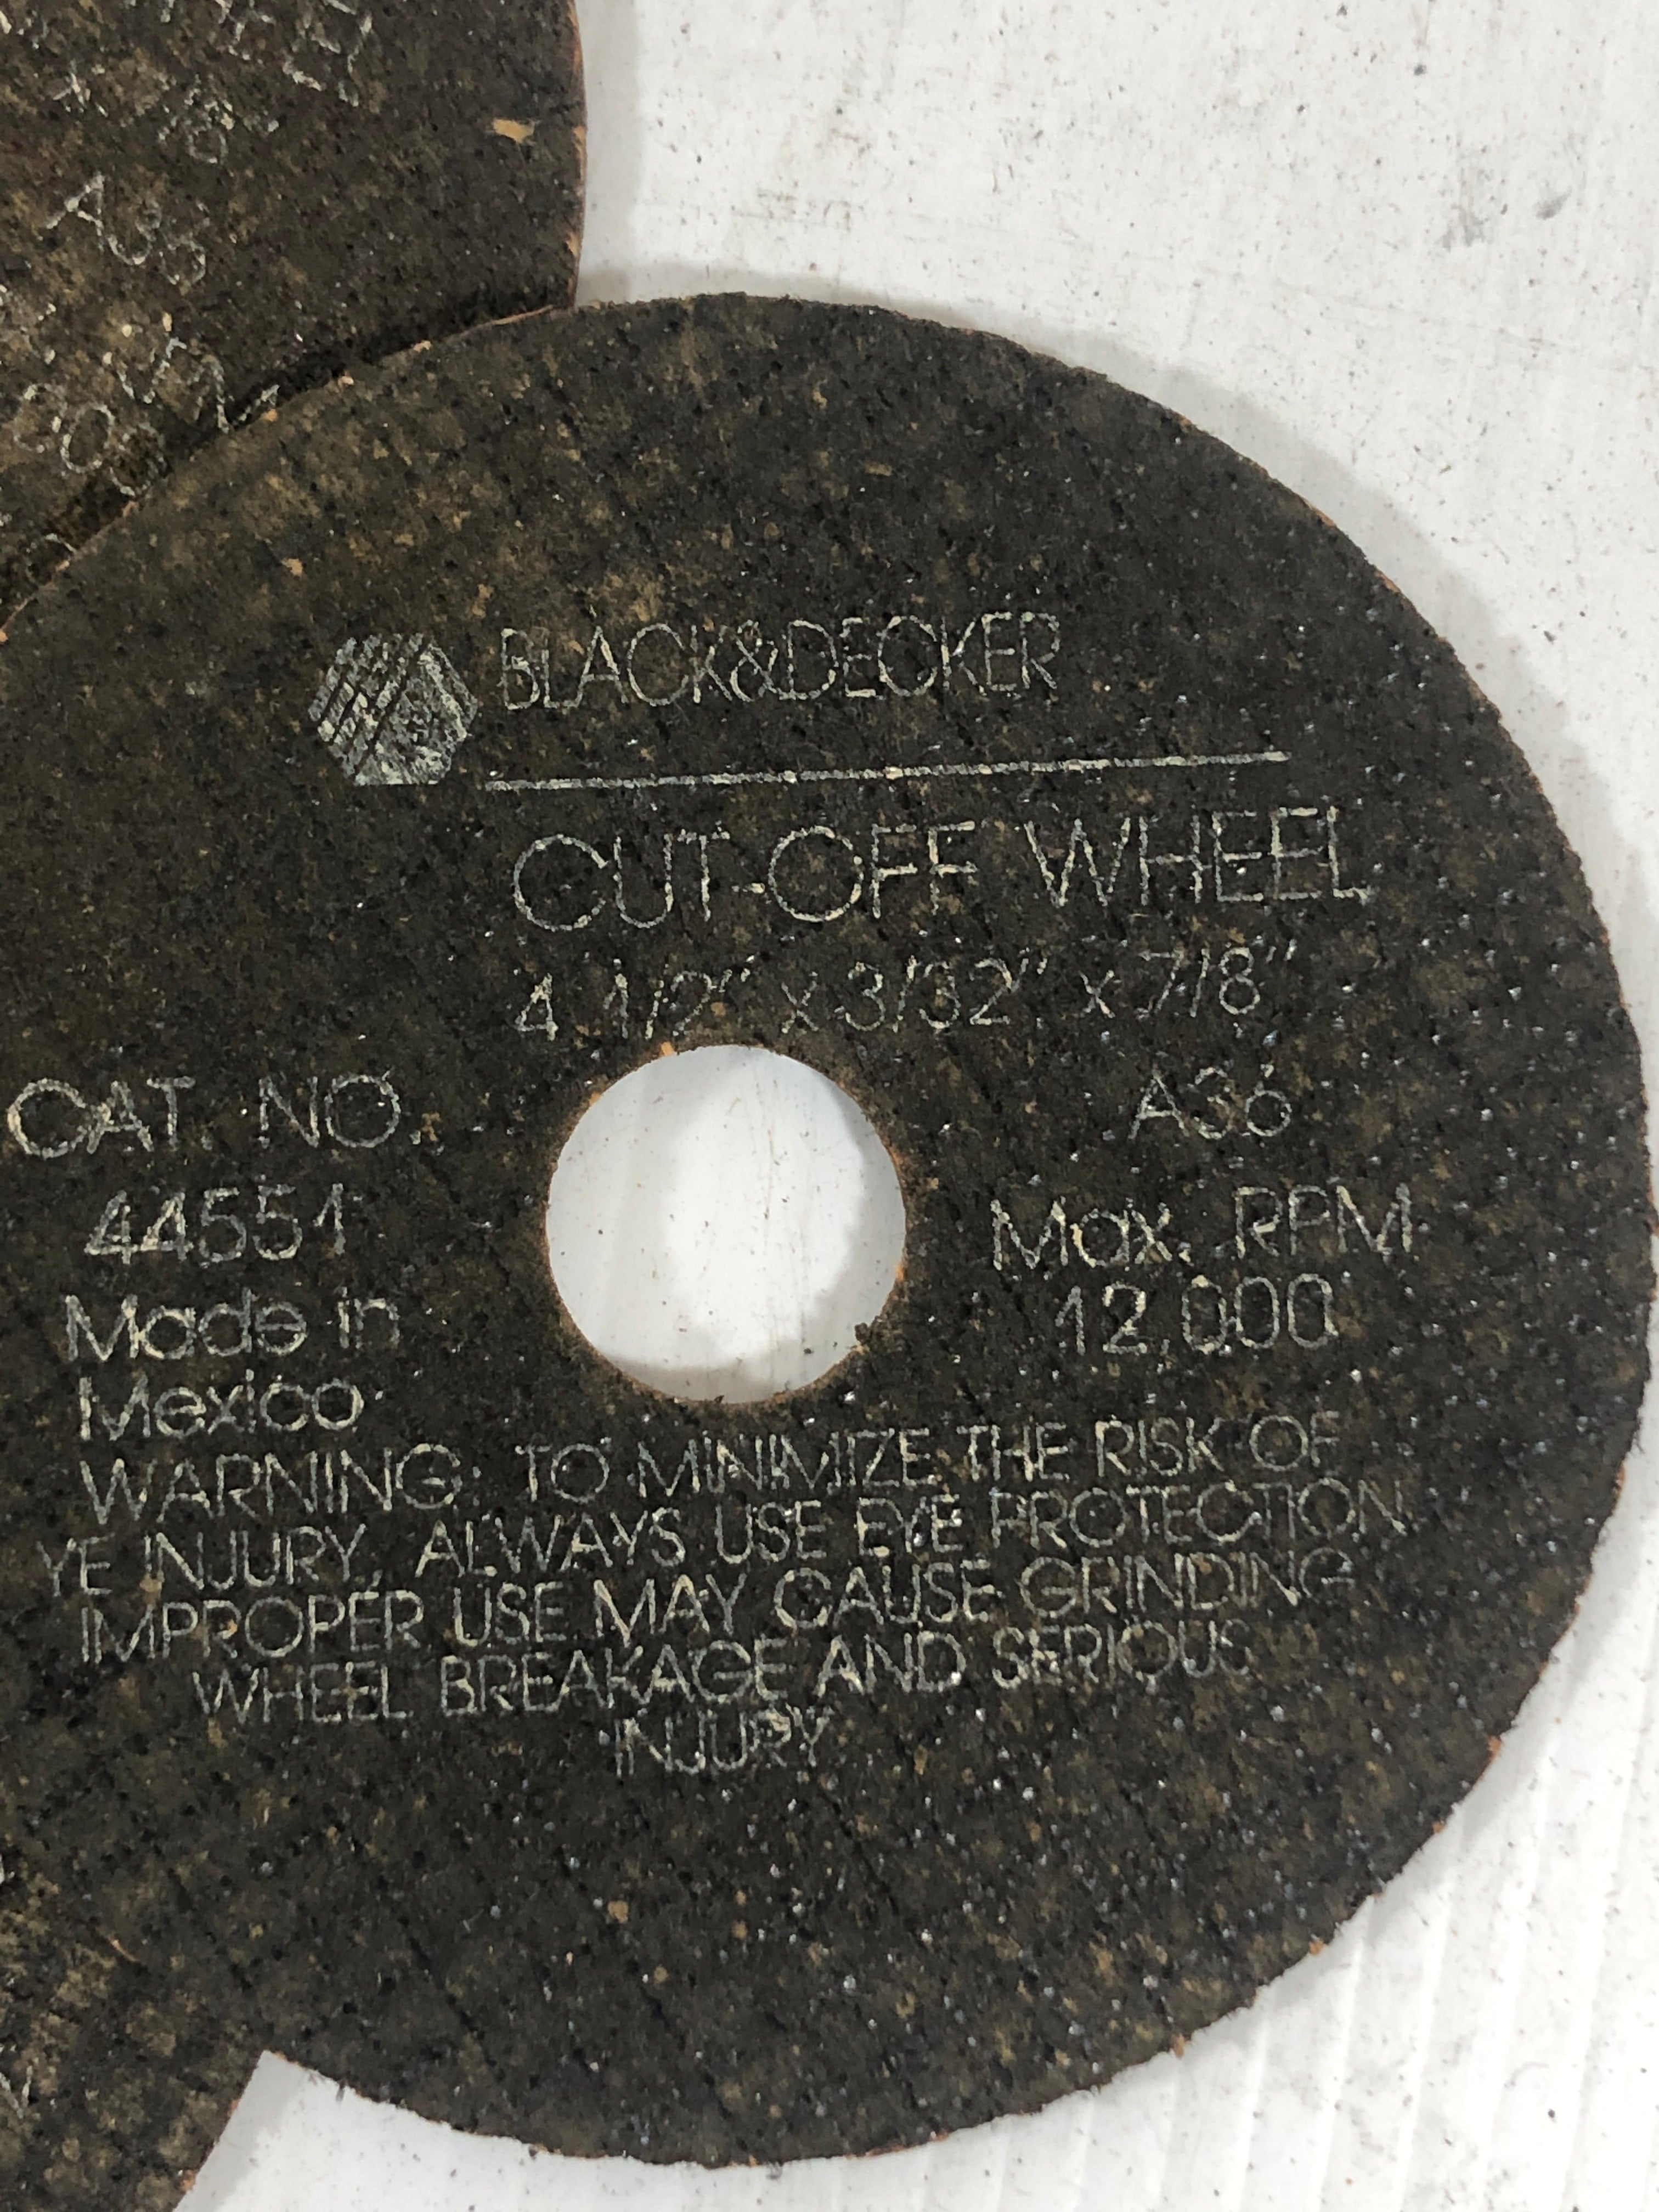 BLACK&DECKER
CUT-OFF WHEEL
4 1/2" x 3/32" x 7/8"
A36
Max. RPM
12,000
CAT. NO.
44551
Made in
Mexico
WARNING: TO MINIMIZE THE RISK OF
YE INJURY, ALWAYS USE EYE PROTECTION
IMPROPER USE MAY CAUSE GRINDING
WHEEL BREAKAGE AND SERIOUS
INJURY